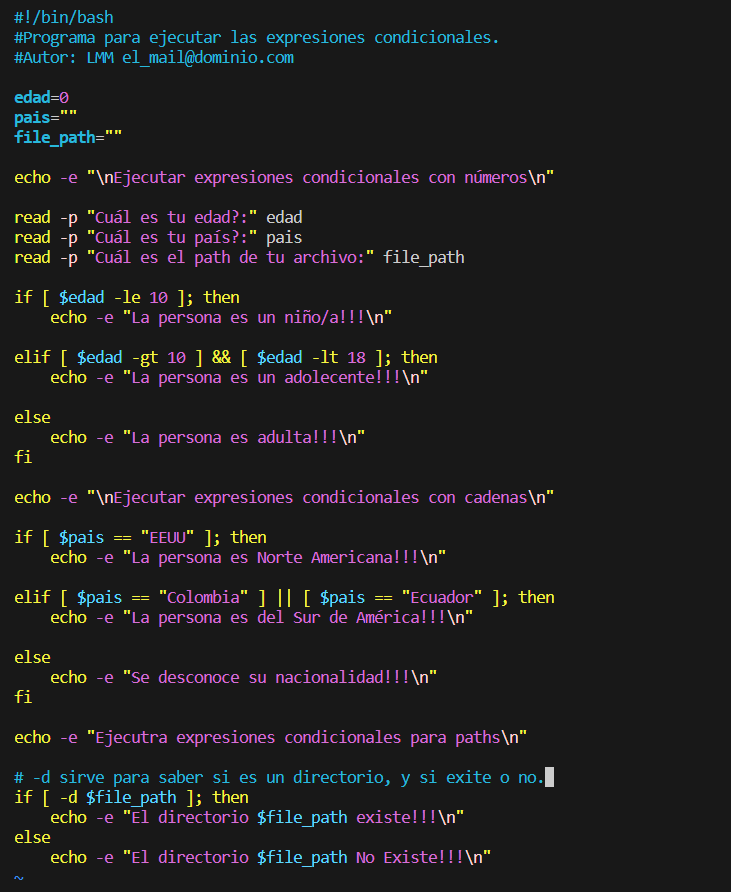 #!/bin/bash
#Programa para ejecutar las expresiones condicionales.
#Autor: LMM el_mail@dominio.com
edad=0
pais=""
file_path=""
echo -e "\nEjecutar expresiones condicionales con números\n"
read -p "Cuál es tu edad?:" edad
read -p "Cuál es tu país?:" pais
read -p "Cuál es el path de tu archivo:" file_path
if [ $edad -le 10 ]; then
    echo -e "La persona es un niño/a!!!\n"
elif [ $edad -gt 10 ] && [ $edad -lt 18 ]; then
    echo -e "La persona es un adolecente!!!\n"
else
    echo -e "La persona es adulta!!!\n"
fi
echo -e "\nEjecutar expresiones condicionales con cadenas\n"
if [ $pais == "EEUU" ]; then
    echo -e "La persona es Norte Americana!!!\n"
elif [ $pais == "Colombia" ] || [ $pais == "Ecuador" ]; then
    echo -e "La persona es del Sur de América!!!\n"
else
    echo -e "Se desconoce su nacionalidad!!!\n"
fi
echo -e "Ejecutra expresiones condicionales para paths\n"
# -d sirve para saber si es un directorio, y si exite o no.
if [ -d $file_path ]; then
    echo -e "El directorio $file_path existe!!!\n"
else
    echo -e "El directorio $file_path No Existe!!!\n"
~